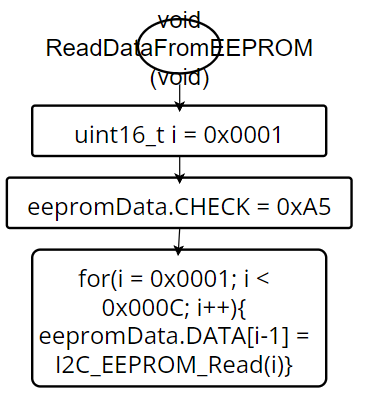 void
ReadDataFromEEPROM
(void)
uint16_t i = 0x0001
eepromData.CHECK = 0xA5
for(i = 0x0001; i <
0x000C; i++){
eepromData.DATA[i-1] =
I2C_EEPROM_Read(i)}